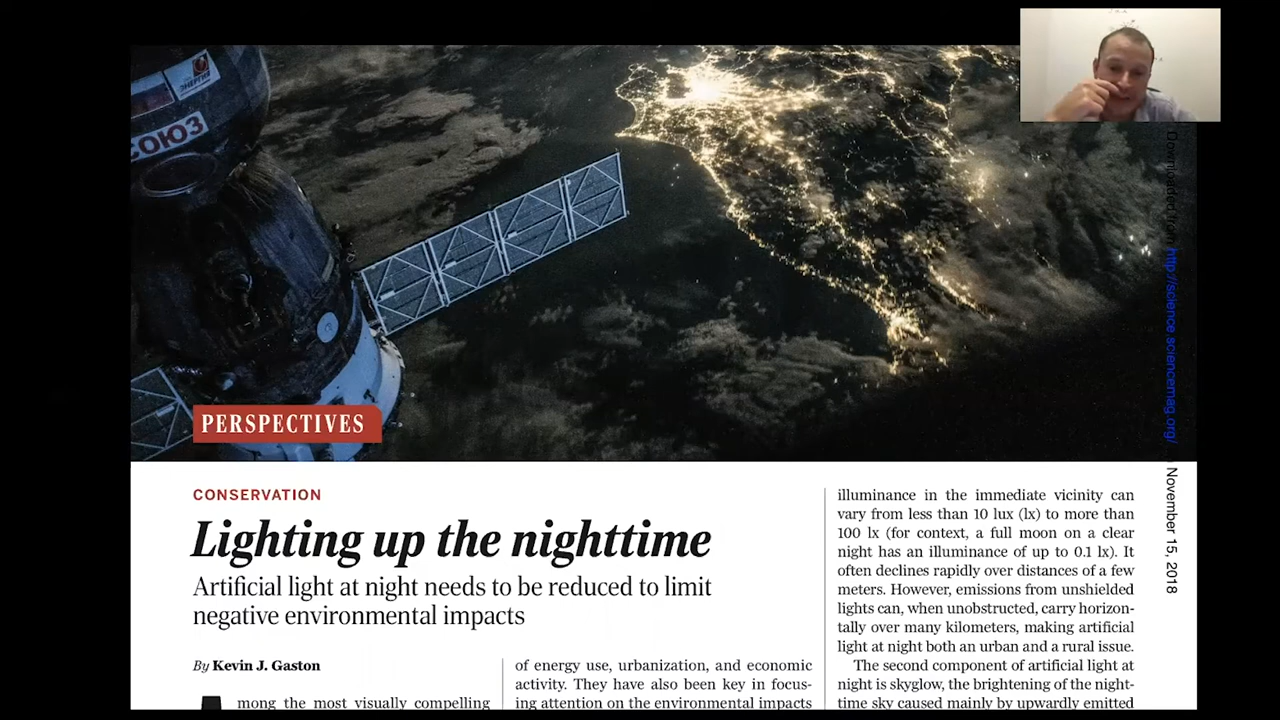 ЭНЕРГИЯ
СОЮЗ
PERSPECTIVES
CONSERVATION
Lighting up the nighttime
Artificial light at night needs to be reduced to limit
negative environmental impacts
By Kevin J. Gaston
mong the most visually compelling
of energy use, urbanization, and economic
activity. They have also been key in focus-
ing attention on the environmental impacts
illuminance in the immediate vicinity can
vary from less than 10 lux (lx) to more than
100 lx (for context, a full moon on a clear
night has an illuminance of up to 0.1 lx). It
often declines rapidly over distances of a few
meters. However, emissions from unshielded
lights can, when unobstructed, carry horizon-
tally over many kilometers, making artificial
light at night both an urban and a rural issue.
The second component of artificial light at
night is skyglow, the brightening of the night-
time sky caused mainly by upwardly emitted
Downloaded from http://science.sciencemag.org/ November 15, 2018